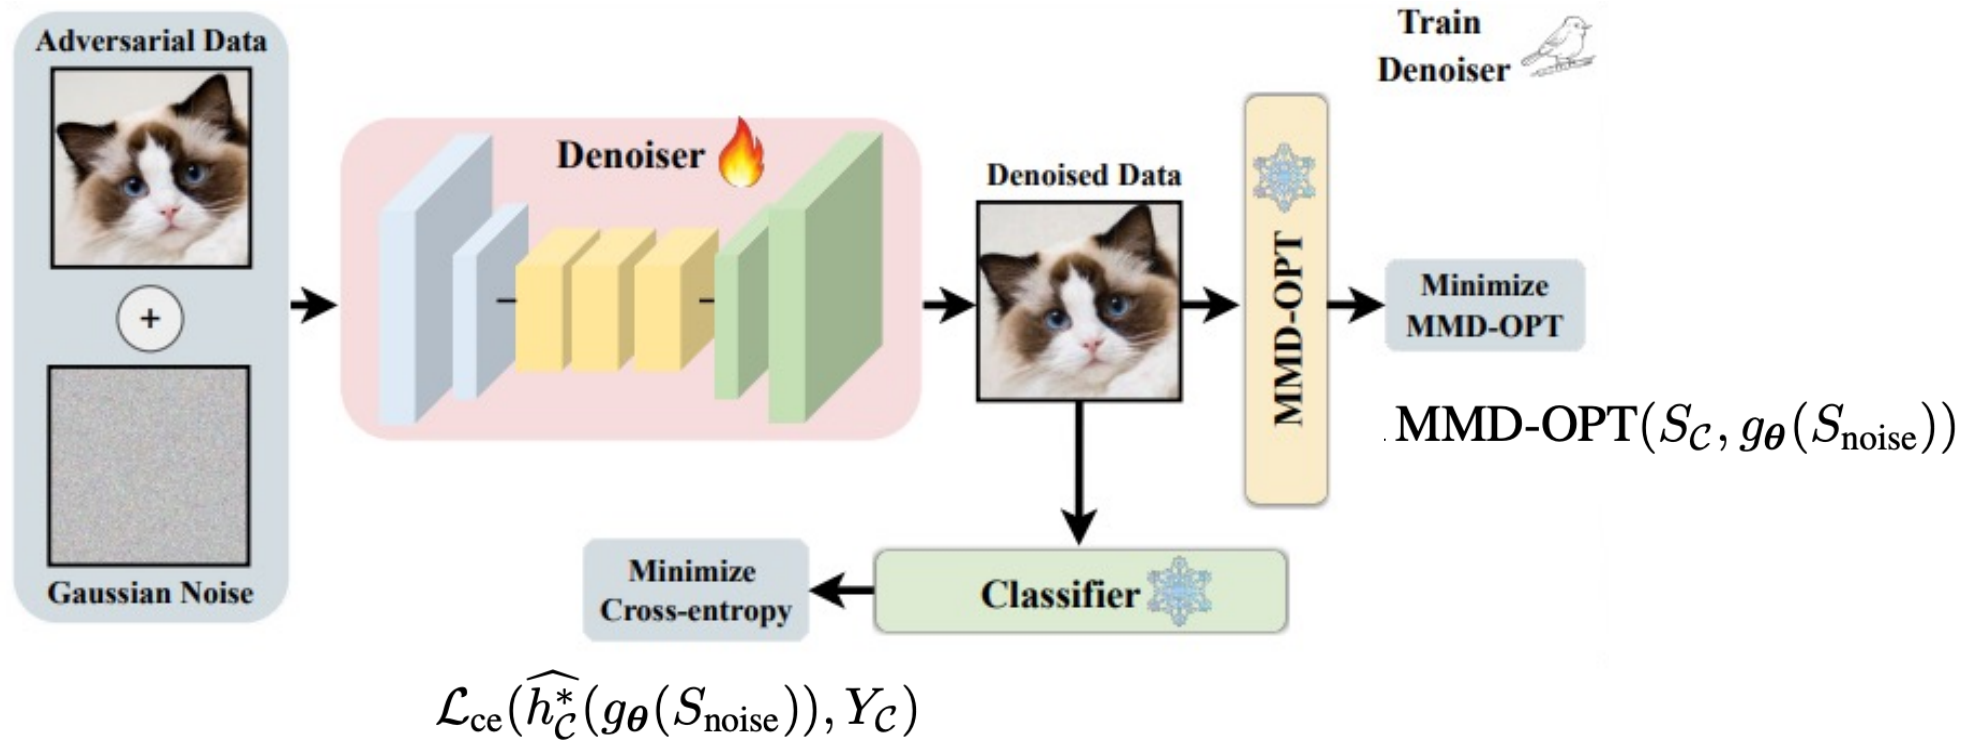 Adversarial Data
+
Gaussian Noise
Denoiser
Denoised Data
MMD-OPT
Train
Denoiser
Minimize
MMD-OPT
. MMD-OPT(S_𝒞, g_𝜽(S_noise))
Classifier
Minimize
Cross-entropy
ℒ_ce(\widehat{h^*_𝒞}(g_𝜽(S_noise)), Y_𝒞)